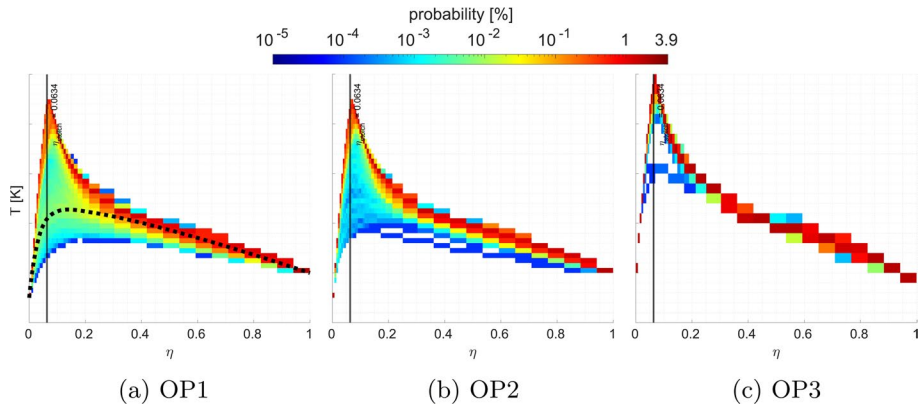 probability [%]
10⁻⁵ 10⁻⁴ 10⁻³ 10⁻² 10⁻¹ 1 3.9
T [K]
0.0634
0.0634
0.0634
0 0.2 0.4 0.6 0.8 1
0 0.2 0.4 0.6 0.8 1
0 0.2 0.4 0.6 0.8 1
η
η
η
(a) OP1
(b) OP2
(c) OP3